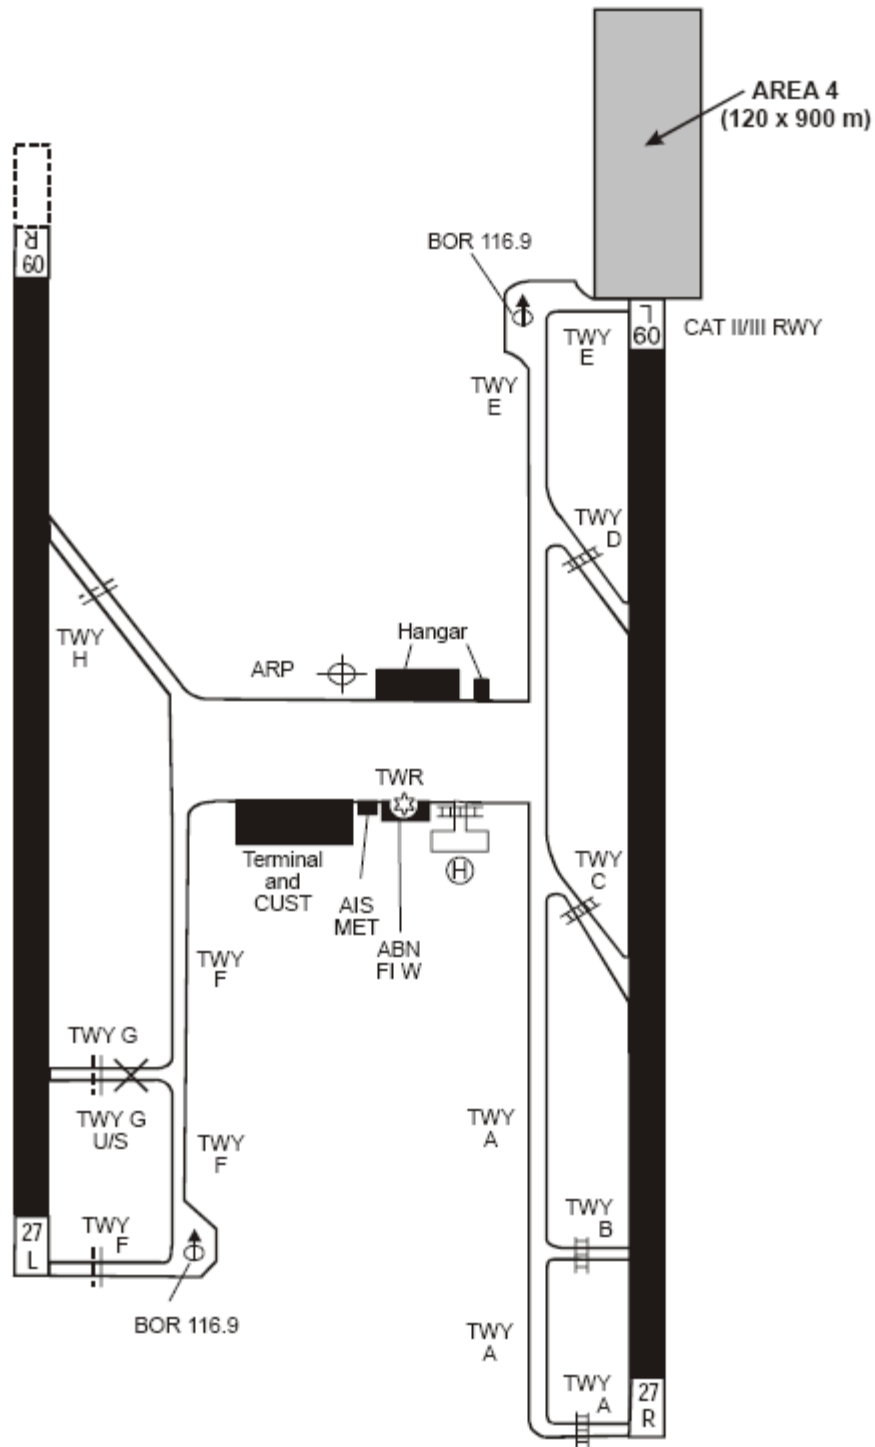 AREA 4
(120 x 900 m)
09
R
BOR 116.9
09
L
CAT II/III RWY
TWY
E
TWY
E
TWY
D
TWY
H
Hangar
ARP
TWR
TWY
C
H
Terminal
and
CUST
AIS
MET
ABN
FI W
TWY
F
TWY G
TWY G
U/S
TWY
F
TWY
A
TWY
B
27
L
TWY
F
BOR 116.9
TWY
A
TWY
A
27
R